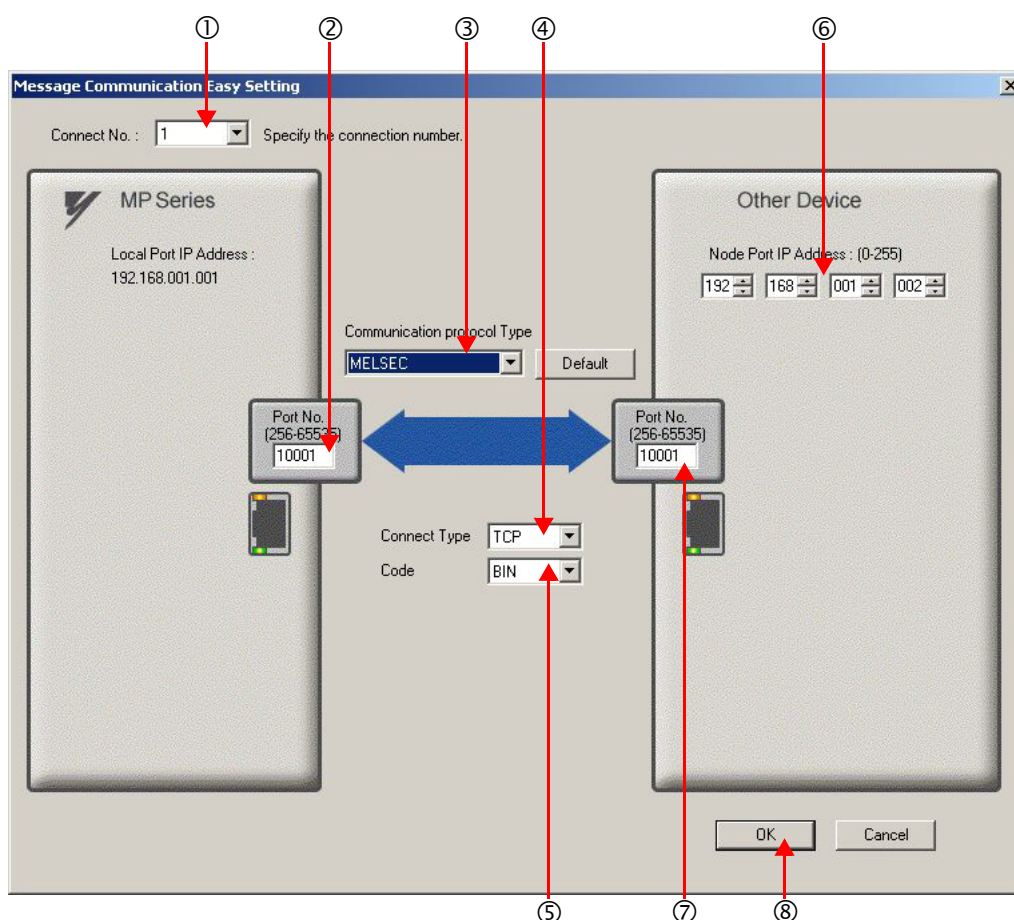 ① ② ③ ④ ⑥
Message Communication Easy Setting
Connect No. : 1 Specify the connection number.
MP Series
Local Port IP Address :
192.168.001.001
Other Device
Node Port IP Address : (0-255)
192 168 001 002
Communication protocol Type
MELSEC Default
Port No.
(256-65535)
10001
Port No.
(256-65535)
10001
Connect Type TCP
Code BIN
OK Cancel
⑤ ⑦ ⑧